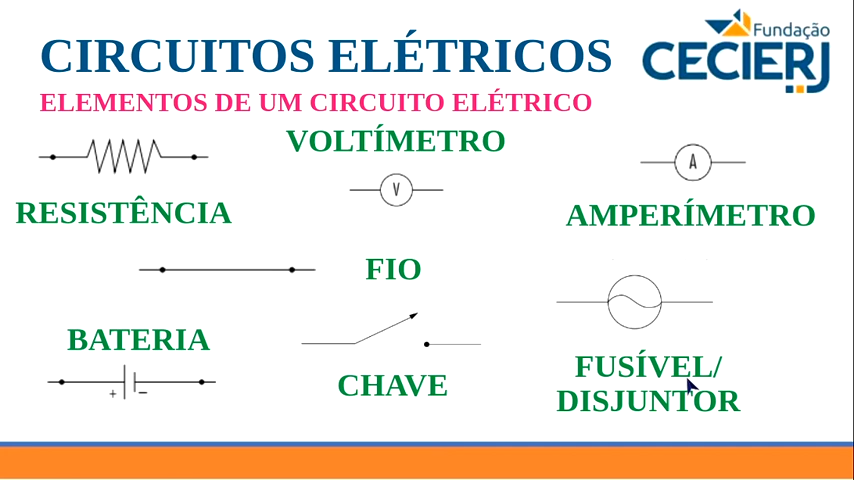 CIRCUITOS ELÉTRICOS
Fundação
CECIERJ
ELEMENTOS DE UM CIRCUITO ELÉTRICO
VOLTÍMETRO
V
A
RESISTÊNCIA
AMPERÍMETRO
FIO
BATERIA
+ −
CHAVE
FUSÍVEL/
DISJUNTOR